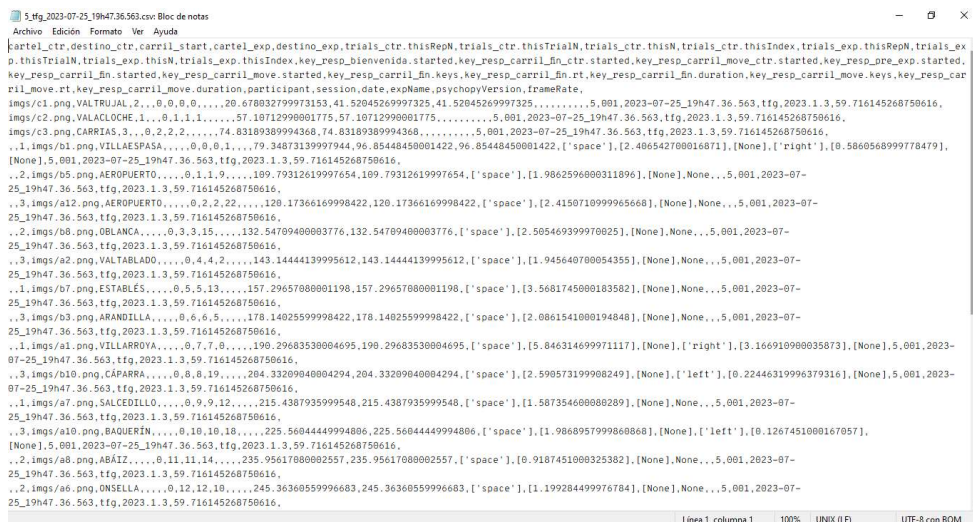 5_tfg_2023-07-25_19h47.36.563.csv: Bloc de notas
Archivo Edición Formato Ver Ayuda
cartel_ctr,destino_ctr,carril_start,cartel_exp,destino_exp,trials_ctr.thisRepN,trials_ctr.thisTrialN,trials_ctr.thisN,trials_ctr.thisIndex,trials_exp.thisRepN,trials_ex
p.thisTrialN,trials_exp.thisN,trials_exp.thisIndex,key_resp_bienvenida.started,key_resp_carril_fin_ctr.started,key_resp_carril_move_ctr.started,key_resp_pre_exp.started,
key_resp_carril_fin.started,key_resp_carril_move.started,key_resp_carril_fin.keys,key_resp_carril_fin.rt,key_resp_carril_fin.duration,key_resp_carril_move.keys,key_resp_car
ril_move.rt,key_resp_carril_move.duration,participant,session,date,expName,psychopyVersion,frameRate,
imgs/c1.png,VALTRUJAL,2,,,0,0,0,0,,,,,20.678032799973153,41.52045269997325,41.52045269997325,,,,,,,,,,5,001,2023-07-25_19h47.36.563,tfg,2023.1.3,59.716145268750616,
imgs/c2.png,VALACLOCHE,1,,,0,1,1,1,,,,,,57.10712990001775,57.10712990001775,,,,,,,,,,5,001,2023-07-25_19h47.36.563,tfg,2023.1.3,59.716145268750616,
imgs/c3.png,CARRIAS,3,,,0,2,2,2,,,,,,74.83189389994368,74.83189389994368,,,,,,,,,,5,001,2023-07-25_19h47.36.563,tfg,2023.1.3,59.716145268750616,
,,1,imgs/b1.png,VILLAESPASA,,,,,0,0,0,1,,,,79.34873139997944,96.85448450001422,96.85448450001422,['space'],[2.406542700016871],[None],['right'],[0.5860568999778479],
[None],5,001,2023-07-25_19h47.36.563,tfg,2023.1.3,59.716145268750616,
,,2,imgs/b5.png,AEROPUERTO,,,,,0,1,1,9,,,,,109.79312619997654,109.79312619997654,['space'],[1.9862596000311896],[None],None,,,5,001,2023-07-
25_19h47.36.563,tfg,2023.1.3,59.716145268750616,
,,3,imgs/a12.png,AEROPUERTO,,,,,0,2,2,22,,,,,120.17366169998422,120.17366169998422,['space'],[2.4150710999965668],[None],None,,,5,001,2023-07-
25_19h47.36.563,tfg,2023.1.3,59.716145268750616,
,,2,imgs/b8.png,OBLANCA,,,,,0,3,3,15,,,,,132.54709400003776,132.54709400003776,['space'],[2.505469399970025],[None],None,,,5,001,2023-07-
25_19h47.36.563,tfg,2023.1.3,59.716145268750616,
,,3,imgs/a2.png,VALTABLADO,,,,,0,4,4,2,,,,,143.14444139995612,143.14444139995612,['space'],[1.945640700054355],[None],None,,,5,001,2023-07-
25_19h47.36.563,tfg,2023.1.3,59.716145268750616,
,,1,imgs/b7.png,ESTABLÉS,,,,,0,5,5,13,,,,,157.29657080001198,157.29657080001198,['space'],[3.5681745000183582],[None],None,,,5,001,2023-07-
25_19h47.36.563,tfg,2023.1.3,59.716145268750616,
,,3,imgs/b3.png,ARANDILLA,,,,,0,6,6,5,,,,,178.14025599998422,178.14025599998422,['space'],[2.0861541000194848],[None],None,,,5,001,2023-07-
25_19h47.36.563,tfg,2023.1.3,59.716145268750616,
,,1,imgs/a1.png,VILLARROYA,,,,,0,7,7,0,,,,,190.29683530004695,190.29683530004695,['space'],[5.846314699971117],[None],['right'],[3.166910900035873],[None],5,001,2023-
07-25_19h47.36.563,tfg,2023.1.3,59.716145268750616,
,,3,imgs/b10.png,CÁPARRA,,,,,0,8,8,19,,,,,204.33209040004294,204.33209040004294,['space'],[2.590573199908249],[None],['left'],[0.22446319996379316],[None],5,001,2023-
07-25_19h47.36.563,tfg,2023.1.3,59.716145268750616,
,,1,imgs/a7.png,SALCEDILLO,,,,,0,9,9,12,,,,,215.4387935999548,215.4387935999548,['space'],[1.587354600080289],[None],None,,,5,001,2023-07-
25_19h47.36.563,tfg,2023.1.3,59.716145268750616,
,,3,imgs/a10.png,BAQUERÍN,,,,,0,10,10,18,,,,,225.56044449994806,225.56044449994806,['space'],[1.9868957999860868],[None],['left'],[0.1267451000167057],
[None],5,001,2023-07-25_19h47.36.563,tfg,2023.1.3,59.716145268750616,
,,2,imgs/a8.png,ABÁIZ,,,,,0,11,11,14,,,,,235.95617080002557,235.95617080002557,['space'],[0.9187451000325382],[None],None,,,5,001,2023-07-
25_19h47.36.563,tfg,2023.1.3,59.716145268750616,
,,2,imgs/a6.png,ONSELLA,,,,,0,12,12,10,,,,,245.36360559996683,245.36360559996683,['space'],[1.199284499976784],[None],None,,,5,001,2023-07-
25_19h47.36.563,tfg,2023.1.3,59.716145268750616,
Línea 1, columna 1 100% UNIX (LF) UTF-8 con BOM